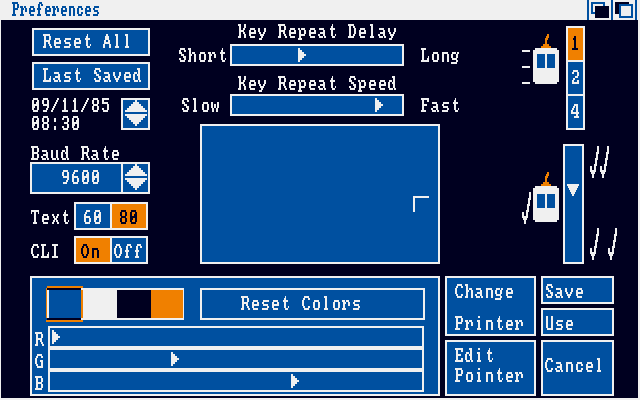 Preferences
Reset All
Key Repeat Delay
Short
Long
Last Saved
Key Repeat Speed
Slow
Fast
09/11/85
08:30
1
2
4
Baud Rate
9600
Text 60 80
CLI On Off
Reset Colors
R
G
B
Change
Printer
Save
Use
Edit
Pointer
Cancel